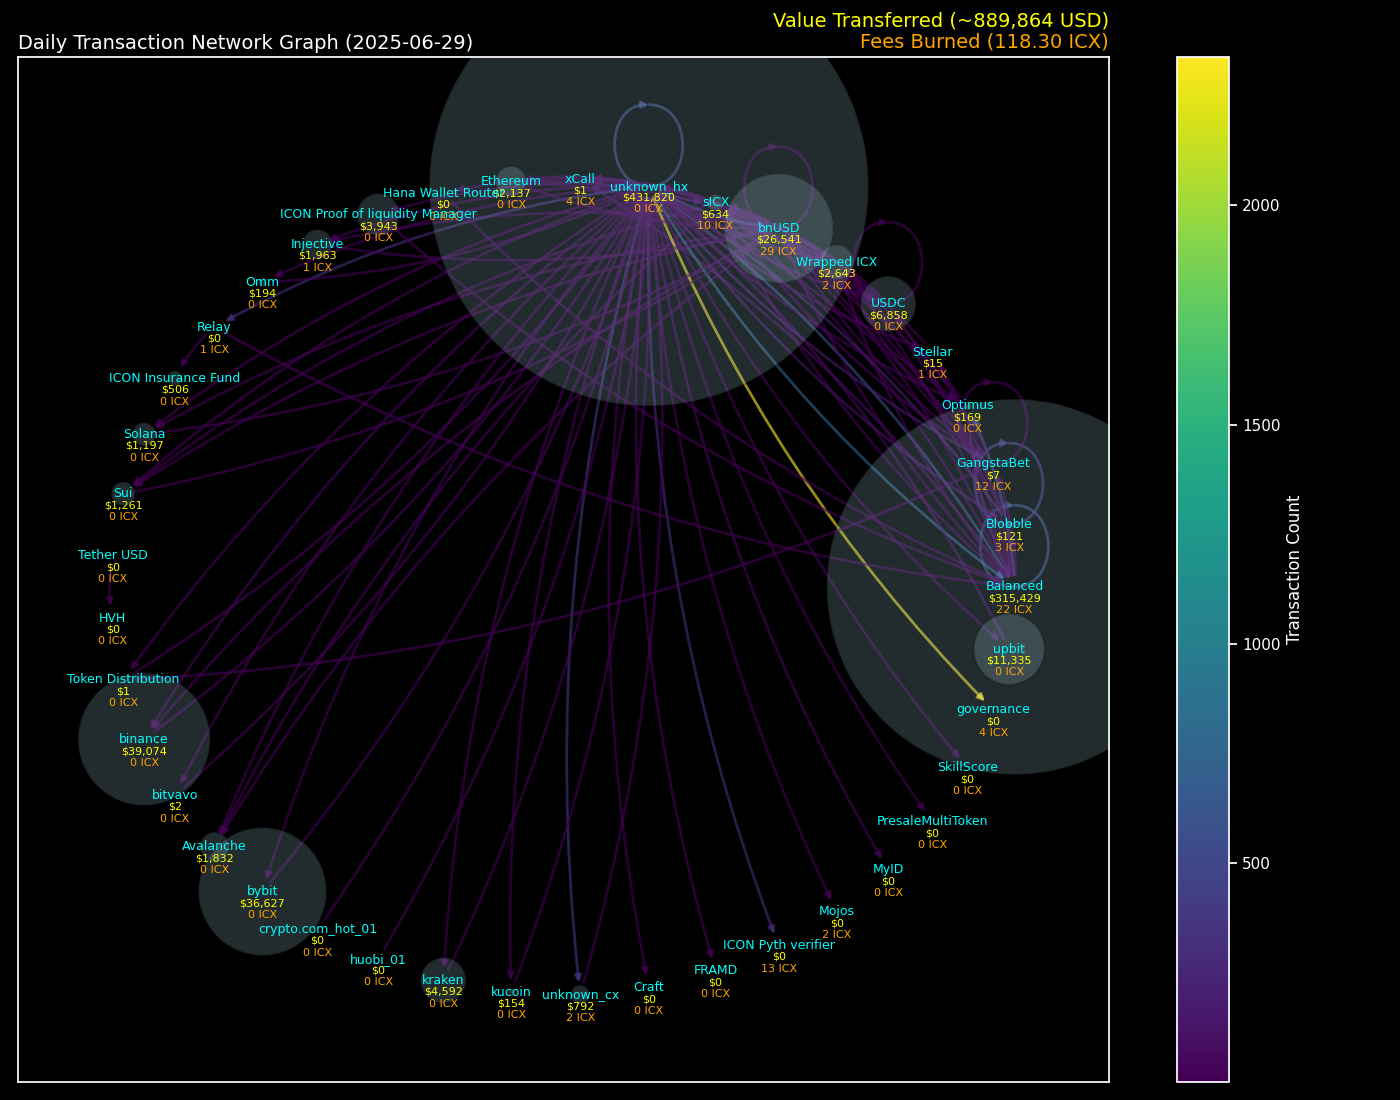 Value Transferred (~889,864 USD)
Daily Transaction Network Graph (2025-06-29)
Fees Burned (118.30 ICX)
unknown_hx
$431,820
0 ICX
xCall
$1
4 ICX
Ethereum
$2,137
0 ICX
Hana Wallet Router
$0
0 ICX
ICON Proof of liquidity Manager
$3,943
0 ICX
Injective
$1,963
1 ICX
Omm
$194
0 ICX
Relay
$0
1 ICX
ICON Insurance Fund
$506
0 ICX
Solana
$1,197
0 ICX
Sui
$1,261
0 ICX
Tether USD
$0
0 ICX
HVH
$0
0 ICX
Token Distribution
$1
0 ICX
binance
$39,074
0 ICX
bitvavo
$2
0 ICX
Avalanche
$1,832
0 ICX
bybit
$36,627
0 ICX
crypto.com_hot_01
$0
0 ICX
huobi_01
$0
0 ICX
kraken
$4,592
0 ICX
kucoin
$154
0 ICX
unknown_cx
$792
2 ICX
Craft
$0
0 ICX
FRAMD
$0
0 ICX
ICON Pyth verifier
$0
13 ICX
Mojos
$0
2 ICX
MyID
$0
0 ICX
PresaleMultiToken
$0
0 ICX
SkillScore
$0
0 ICX
governance
$0
4 ICX
upbit
$11,335
0 ICX
Balanced
$315,429
22 ICX
Blobble
$121
3 ICX
GangstaBet
$7
12 ICX
Optimus
$169
0 ICX
Stellar
$15
1 ICX
USDC
$6,858
0 ICX
Wrapped ICX
$2,643
2 ICX
bnUSD
$26,541
29 ICX
sICX
$634
10 ICX
2000
1500
1000
500
Transaction Count